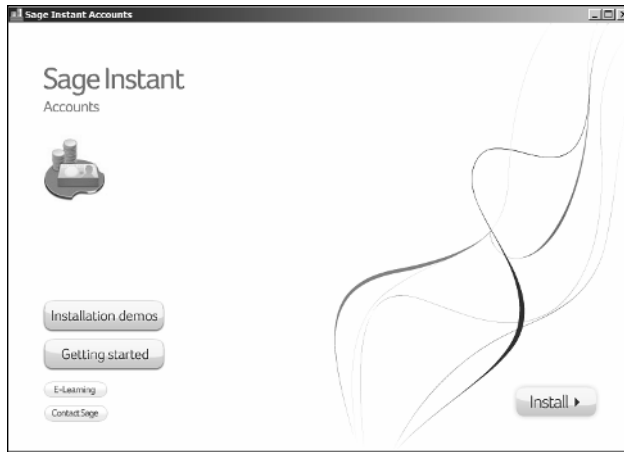 Sage Instant Accounts
Sage Instant
Accounts
Installation demos
Getting started
E-Learning
Contact Sage
Install